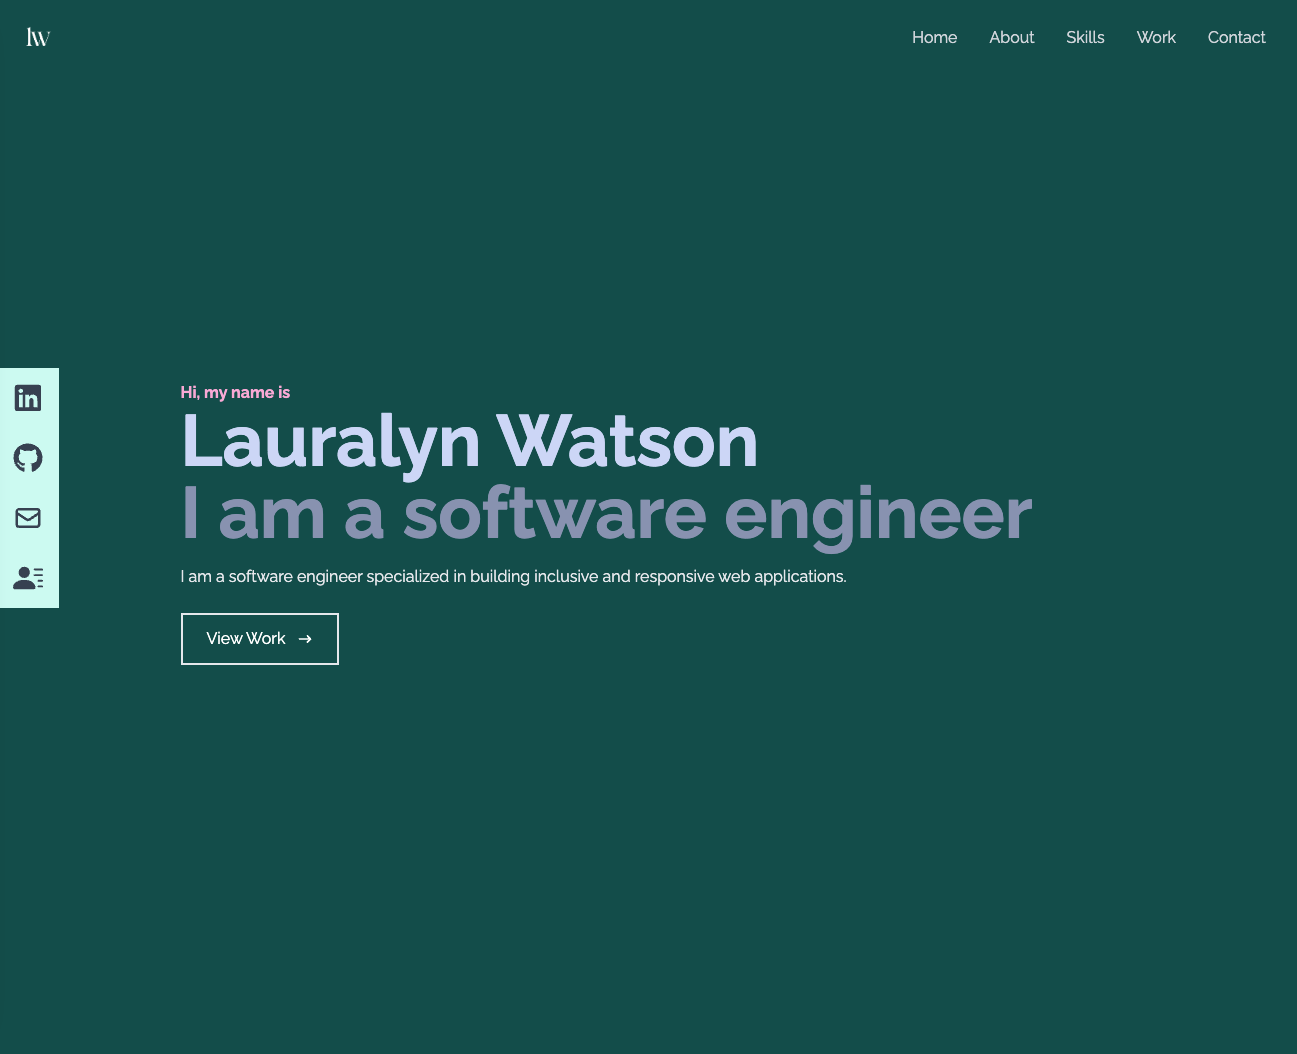 lw
Home About Skills Work Contact
Hi, my name is
Lauralyn Watson
I am a software engineer
I am a software engineer specialized in building inclusive and responsive web applications.
View Work →
in